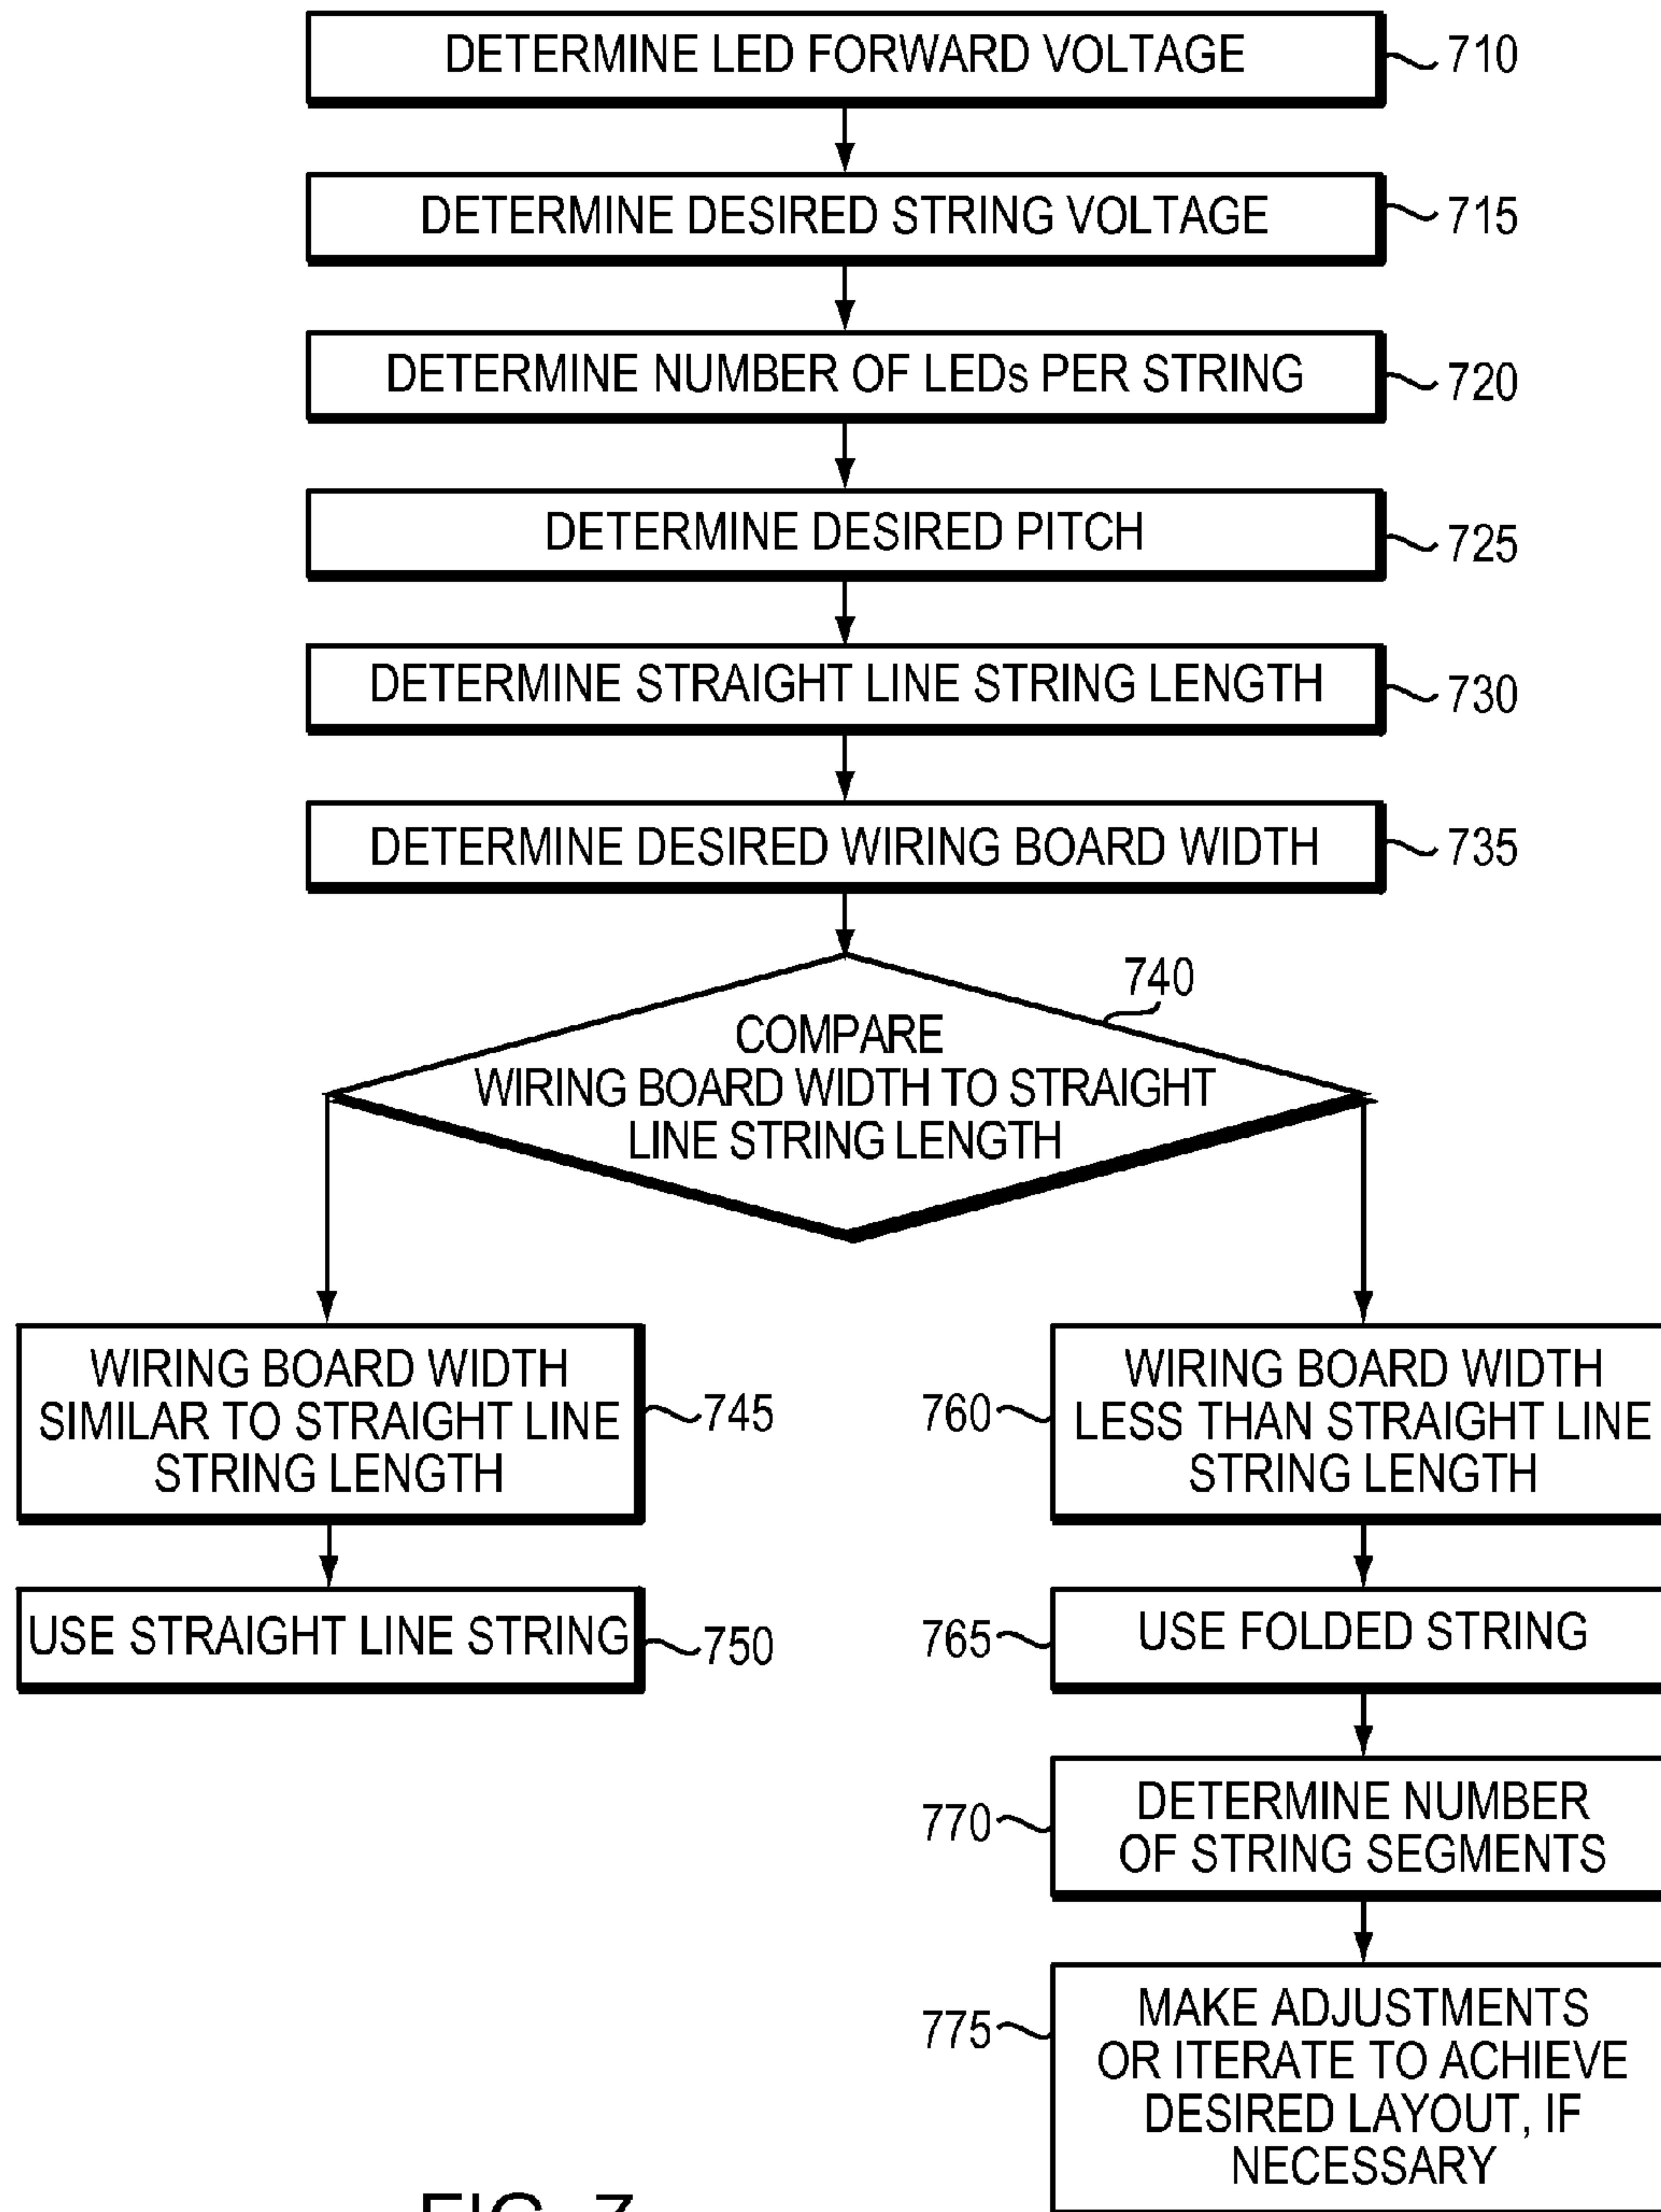 DETERMINE LED FORWARD VOLTAGE
710
DETERMINE DESIRED STRING VOLTAGE
715
DETERMINE NUMBER OF LEDs PER STRING
720
DETERMINE DESIRED PITCH
725
DETERMINE STRAIGHT LINE STRING LENGTH
730
DETERMINE DESIRED WIRING BOARD WIDTH
735
740
COMPARE
WIRING BOARD WIDTH TO STRAIGHT
LINE STRING LENGTH
WIRING BOARD WIDTH
SIMILAR TO STRAIGHT LINE
STRING LENGTH
745
USE STRAIGHT LINE STRING
750
760
WIRING BOARD WIDTH
LESS THAN STRAIGHT LINE
STRING LENGTH
765
USE FOLDED STRING
770
DETERMINE NUMBER
OF STRING SEGMENTS
775
MAKE ADJUSTMENTS
OR ITERATE TO ACHIEVE
DESIRED LAYOUT, IF
NECESSARY
FIG. 7